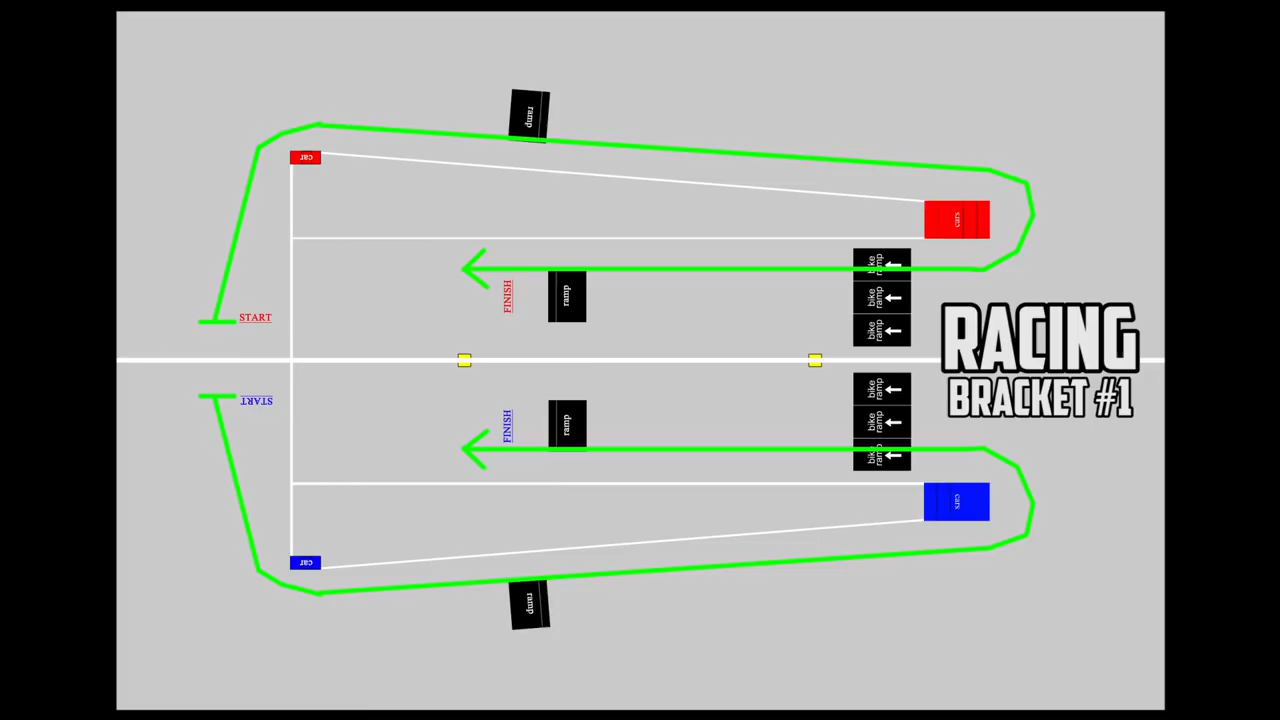 ramp
car
cars
bike
ramp
FINISH
ramp
bike
ramp
START
bike
ramp
RACING
BRACKET #1
START
bike
ramp
FINISH
ramp
bike
ramp
bike
ramp
cars
car
ramp